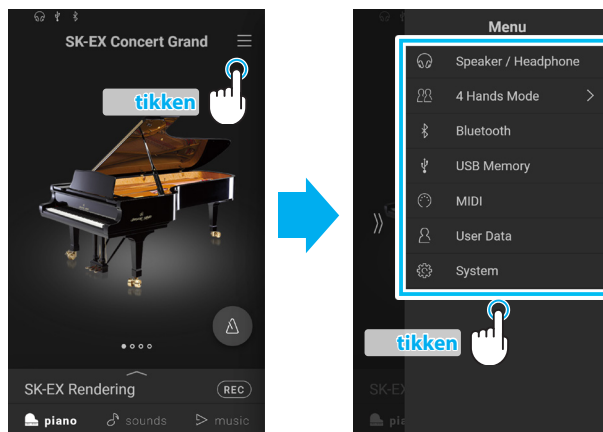 SK-EX Concert Grand
tikken
SK-EX Rendering
REC
piano
sounds
music
Menu
Speaker / Headphone
4 Hands Mode
Bluetooth
USB Memory
MIDI
User Data
System
tikken
SK-EX
pia